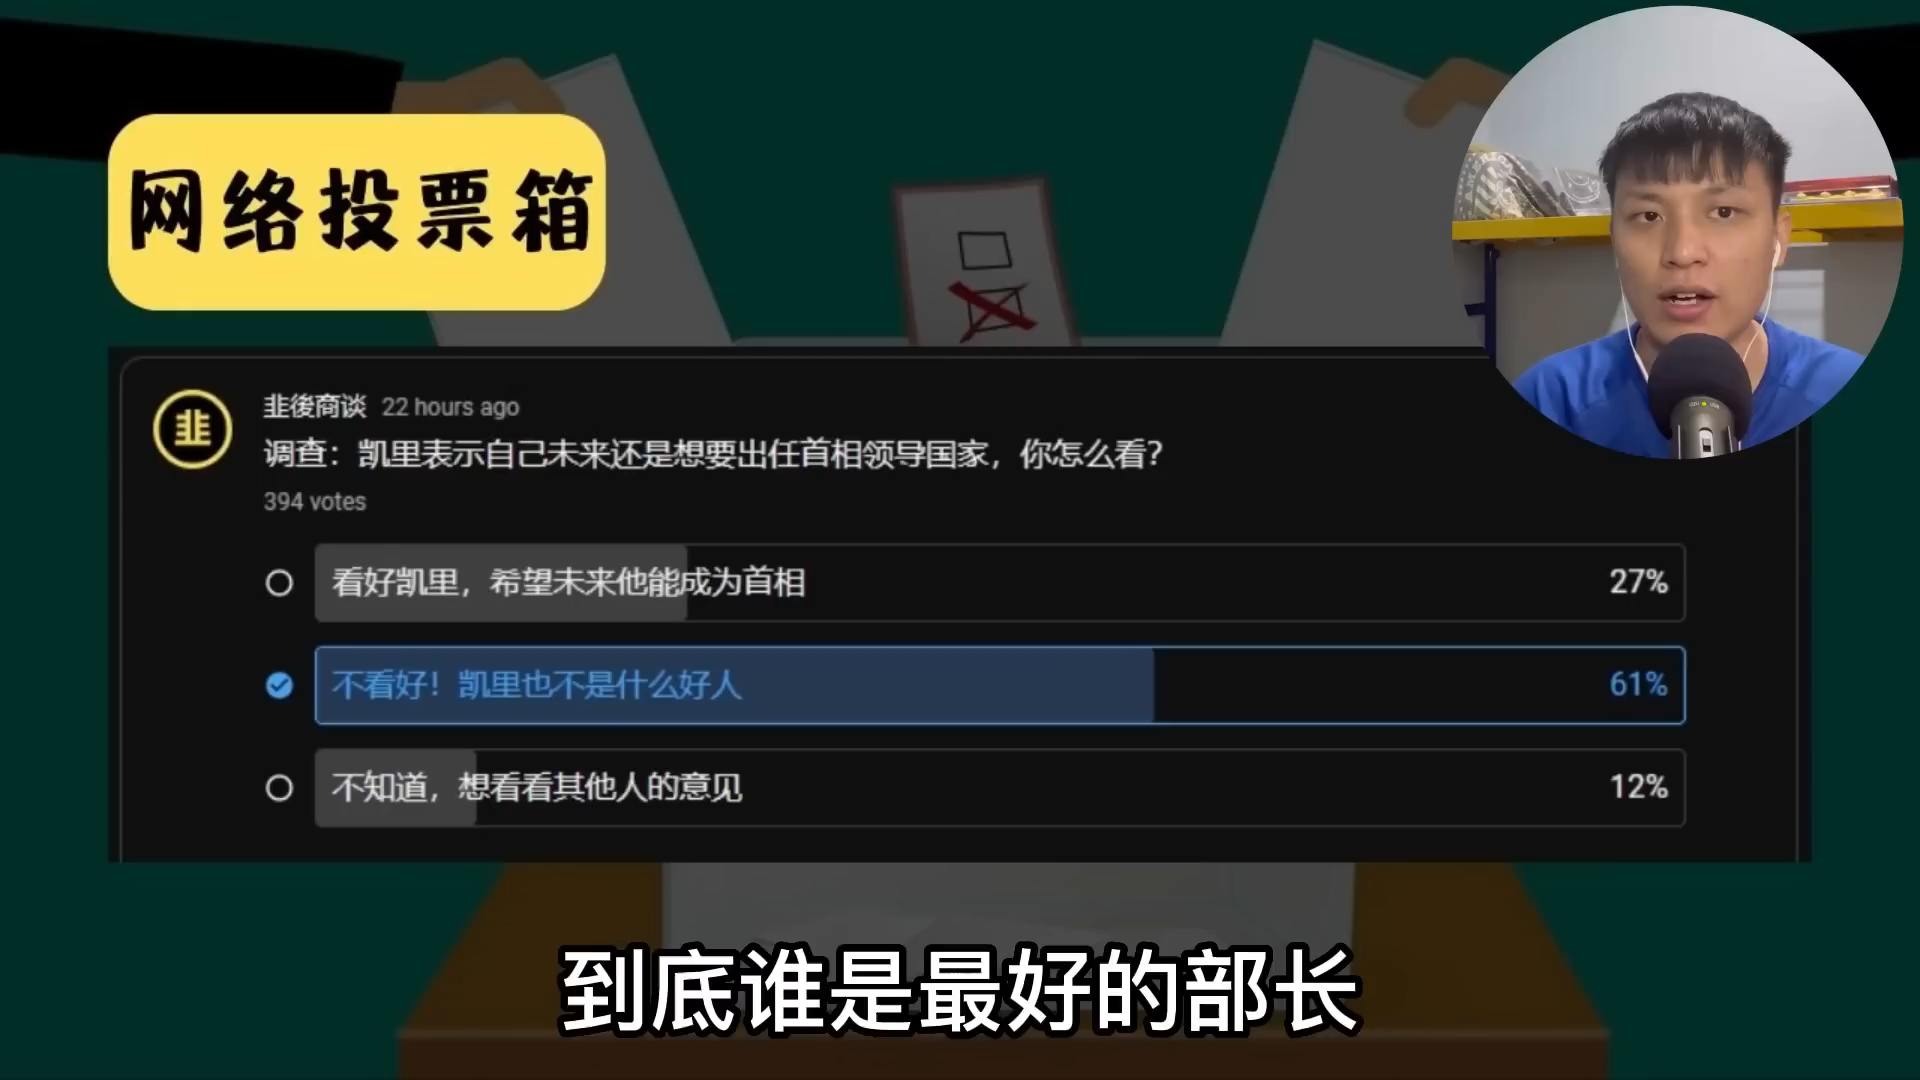 网络投票箱
韭
韭後商谈 22 hours ago
调查：凯里表示自己未来还是想要出任首相领导国家，你怎么看？
394 votes
看好凯里，希望未来他能成为首相 27%
不看好！凯里也不是什么好人 61%
不知道，想看看其他人的意见 12%
到底谁是最好的部长